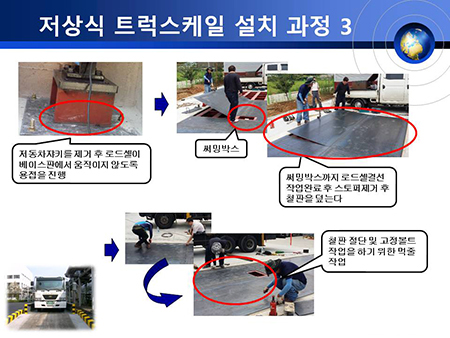 저상식 트럭스케일 설치 과정 3
저동차쟈키를 제거 후 로드셀이
베이스판에서 움직이지 않도록
용접을 진행
써밍박스
써밍박스까지 로드셀결선
작업완료 후 스토퍼제거 후
철판을 덮는다
철판 절단 및 고정볼트
작업을 하기 위한 먹줄
작업